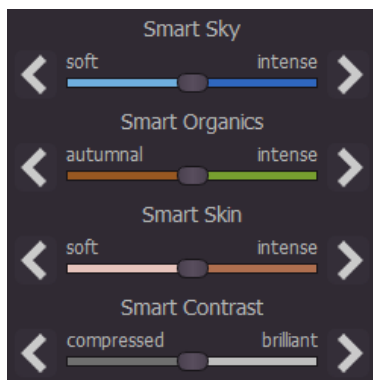 Smart Sky
soft intense
Smart Organics
autumnal intense
Smart Skin
soft intense
Smart Contrast
compressed brilliant